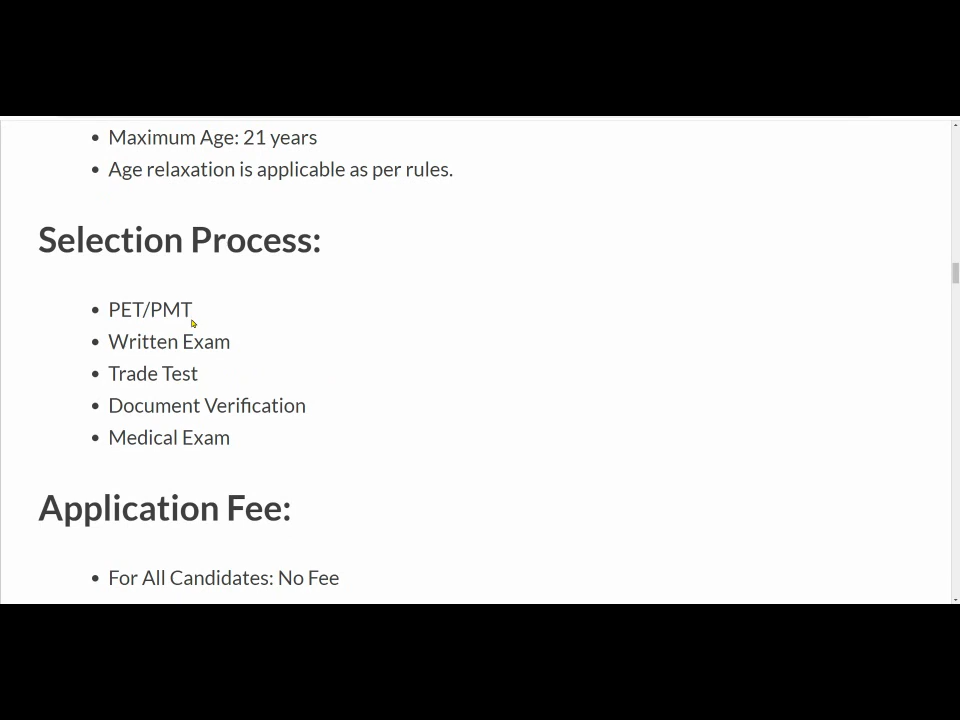 Maximum Age: 21 years
Age relaxation is applicable as per rules.
Selection Process:
PET/PMT
Written Exam
Trade Test
Document Verification
Medical Exam
Application Fee:
For All Candidates: No Fee